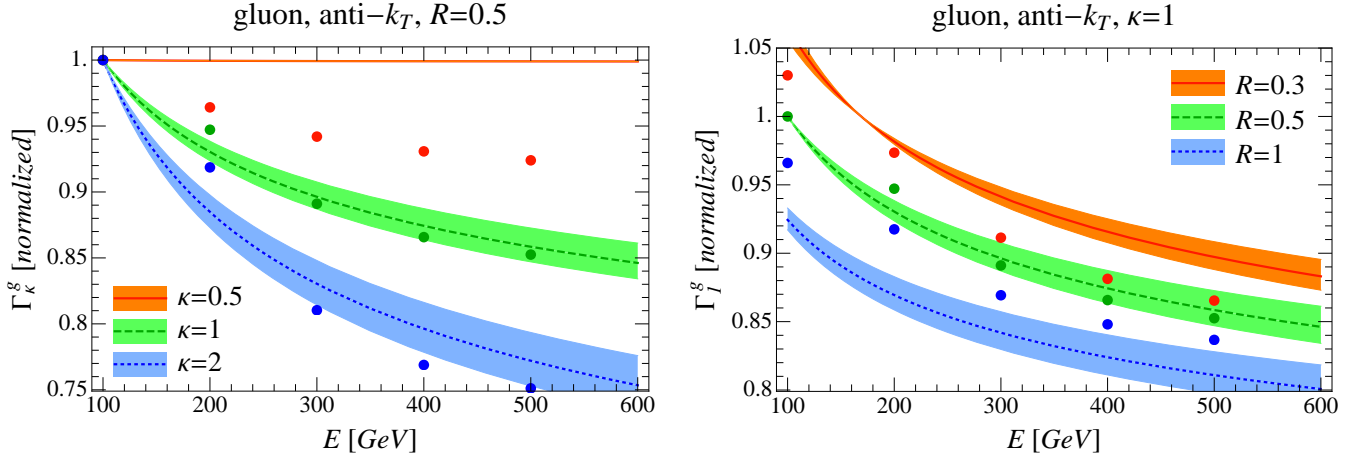 gluon, anti−k_T, R=0.5
Γ_κ^g [normalized]
1.
0.95
0.9
0.85
0.8
0.75
κ=0.5
κ=1
κ=2
100 200 300 400 500 600
E [GeV]
gluon, anti−k_T, κ=1
Γ_1^g [normalized]
1.05
1.
0.95
0.9
0.85
0.8
R=0.3
R=0.5
R=1
100 200 300 400 500 600
E [GeV]